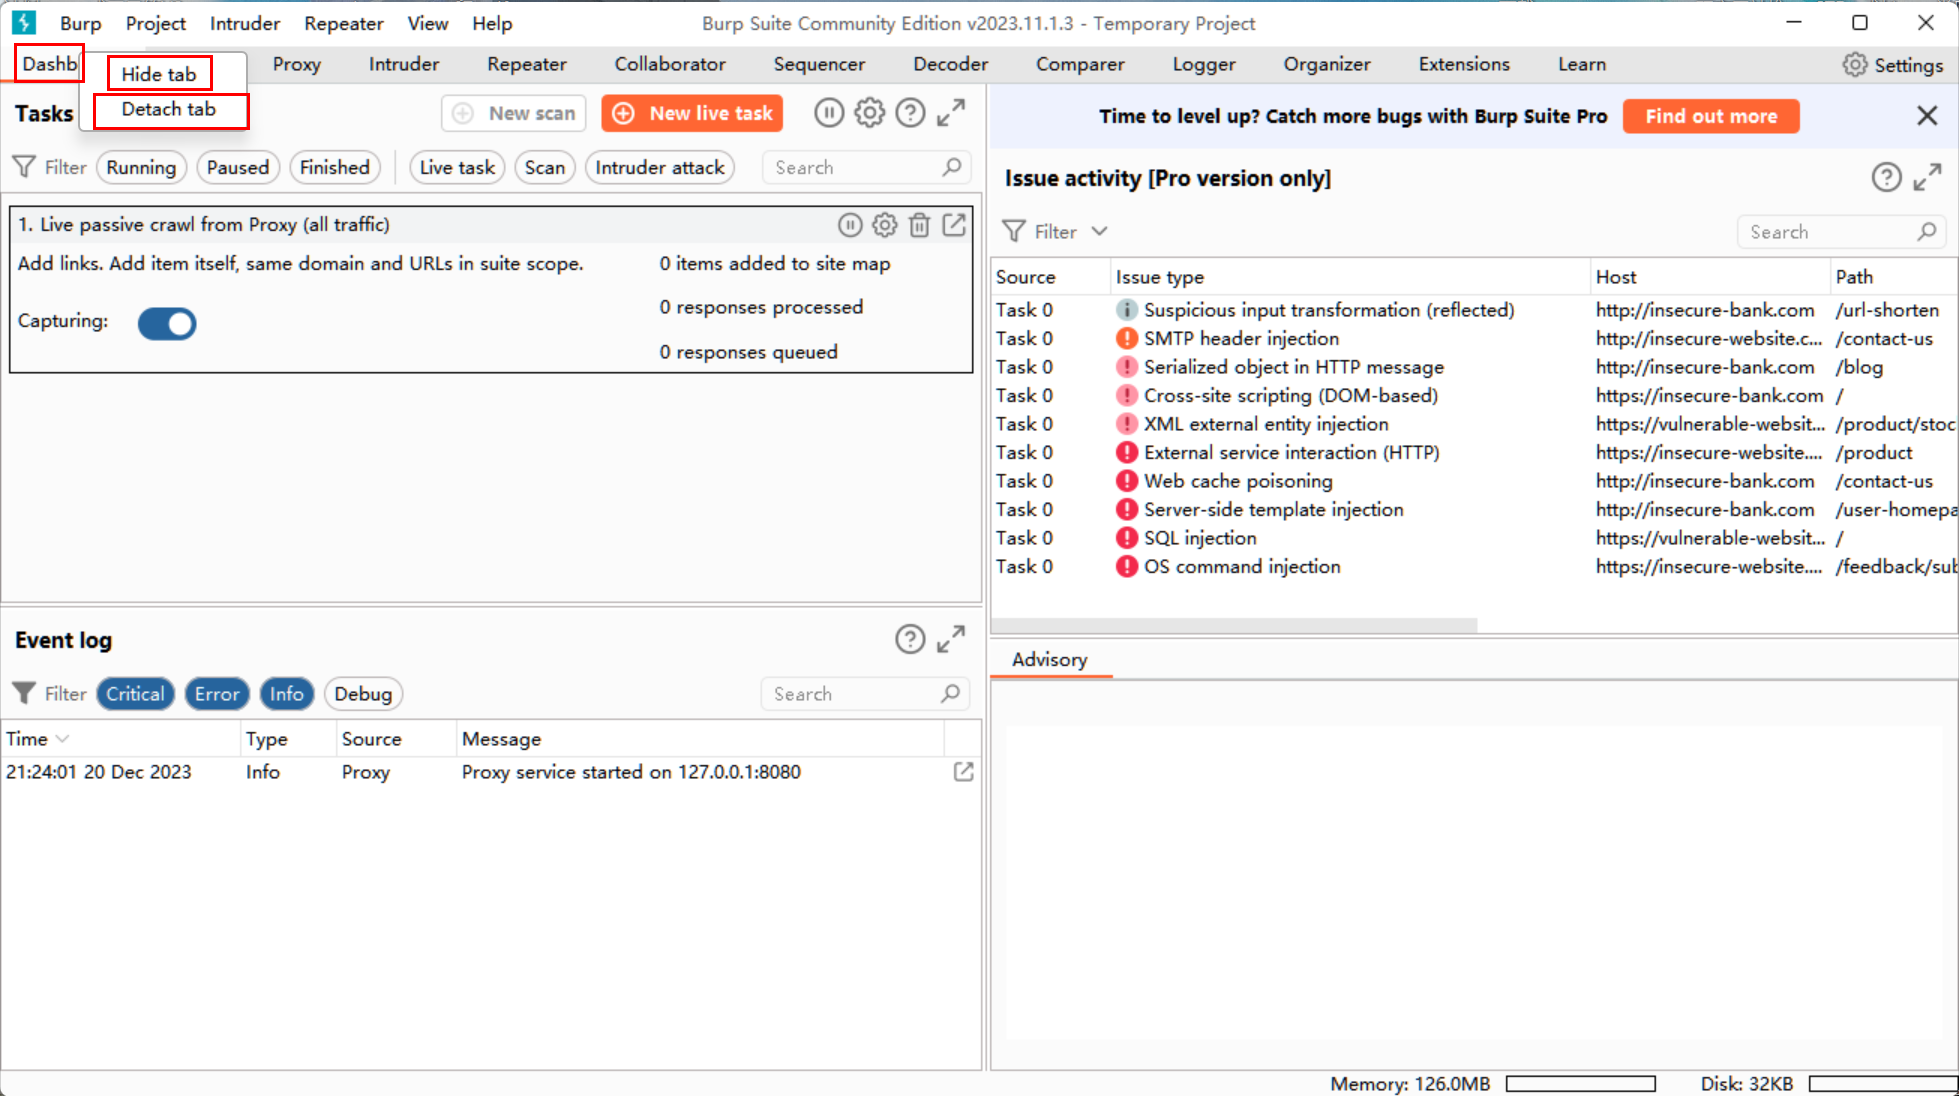 Burp Project Intruder Repeater View Help Burp Suite Community Edition v2023.11.1.3 - Temporary Project
Dashb Proxy Intruder Repeater Collaborator Sequencer Decoder Comparer Logger Organizer Extensions Learn Settings
Hide tab
Detach tab
Tasks New scan New live task
Filter Running Paused Finished Live task Scan Intruder attack Search
1. Live passive crawl from Proxy (all traffic)
Add links. Add item itself, same domain and URLs in suite scope. 0 items added to site map
0 responses processed
Capturing:
0 responses queued
Event log
Filter Critical Error Info Debug Search
Time Type Source Message
21:24:01 20 Dec 2023 Info Proxy Proxy service started on 127.0.0.1:8080
Time to level up? Catch more bugs with Burp Suite Pro Find out more
Issue activity [Pro version only]
Filter Search
Source Issue type Host Path
Task 0 Suspicious input transformation (reflected) http://insecure-bank.com /url-shorten
Task 0 SMTP header injection http://insecure-website.c... /contact-us
Task 0 Serialized object in HTTP message http://insecure-bank.com /blog
Task 0 Cross-site scripting (DOM-based) https://insecure-bank.com /
Task 0 XML external entity injection https://vulnerable-websit... /product/stoc
Task 0 External service interaction (HTTP) https://insecure-website.... /product
Task 0 Web cache poisoning http://insecure-bank.com /contact-us
Task 0 Server-side template injection http://insecure-bank.com /user-homepa
Task 0 SQL injection https://vulnerable-websit... /
Task 0 OS command injection https://insecure-website.... /feedback/sub
Advisory
Memory: 126.0MB Disk: 32KB